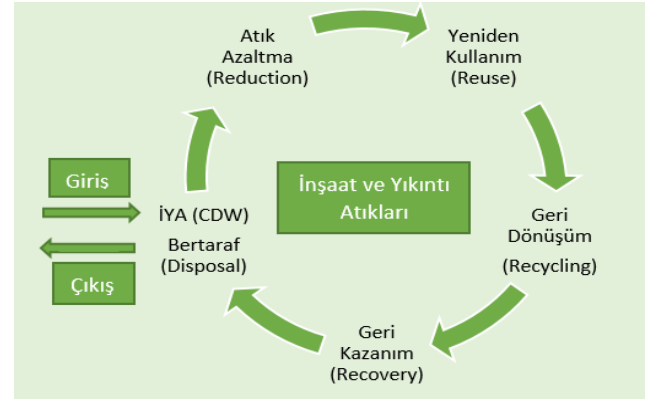 Atık
Azaltma
(Reduction)
Yeniden
Kullanım
(Reuse)
Giriş
İnşaat ve Yıkıntı
Atıkları
İYA (CDW)
Bertaraf
(Disposal)
Çıkış
Geri
Dönüşüm
(Recycling)
Geri
Kazanım
(Recovery)